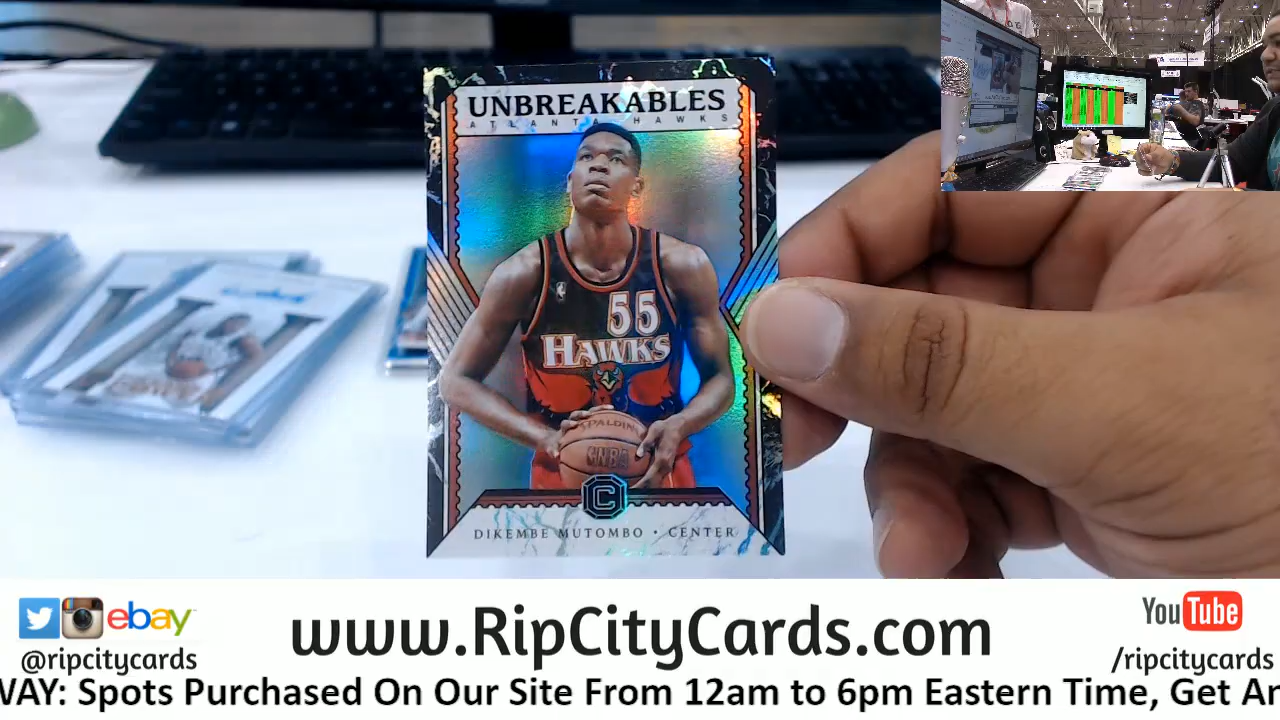 UNBREAKABLES
ATLANTA HAWKS
55
HAWKS
SPALDING
NBA
C
DIKEMBE MUTOMBO • CENTER
ebay
@ripcitycards
www.RipCityCards.com
YouTube
/ripcitycards
WAY: Spots Purchased On Our Site From 12am to 6pm Eastern Time, Get Ar